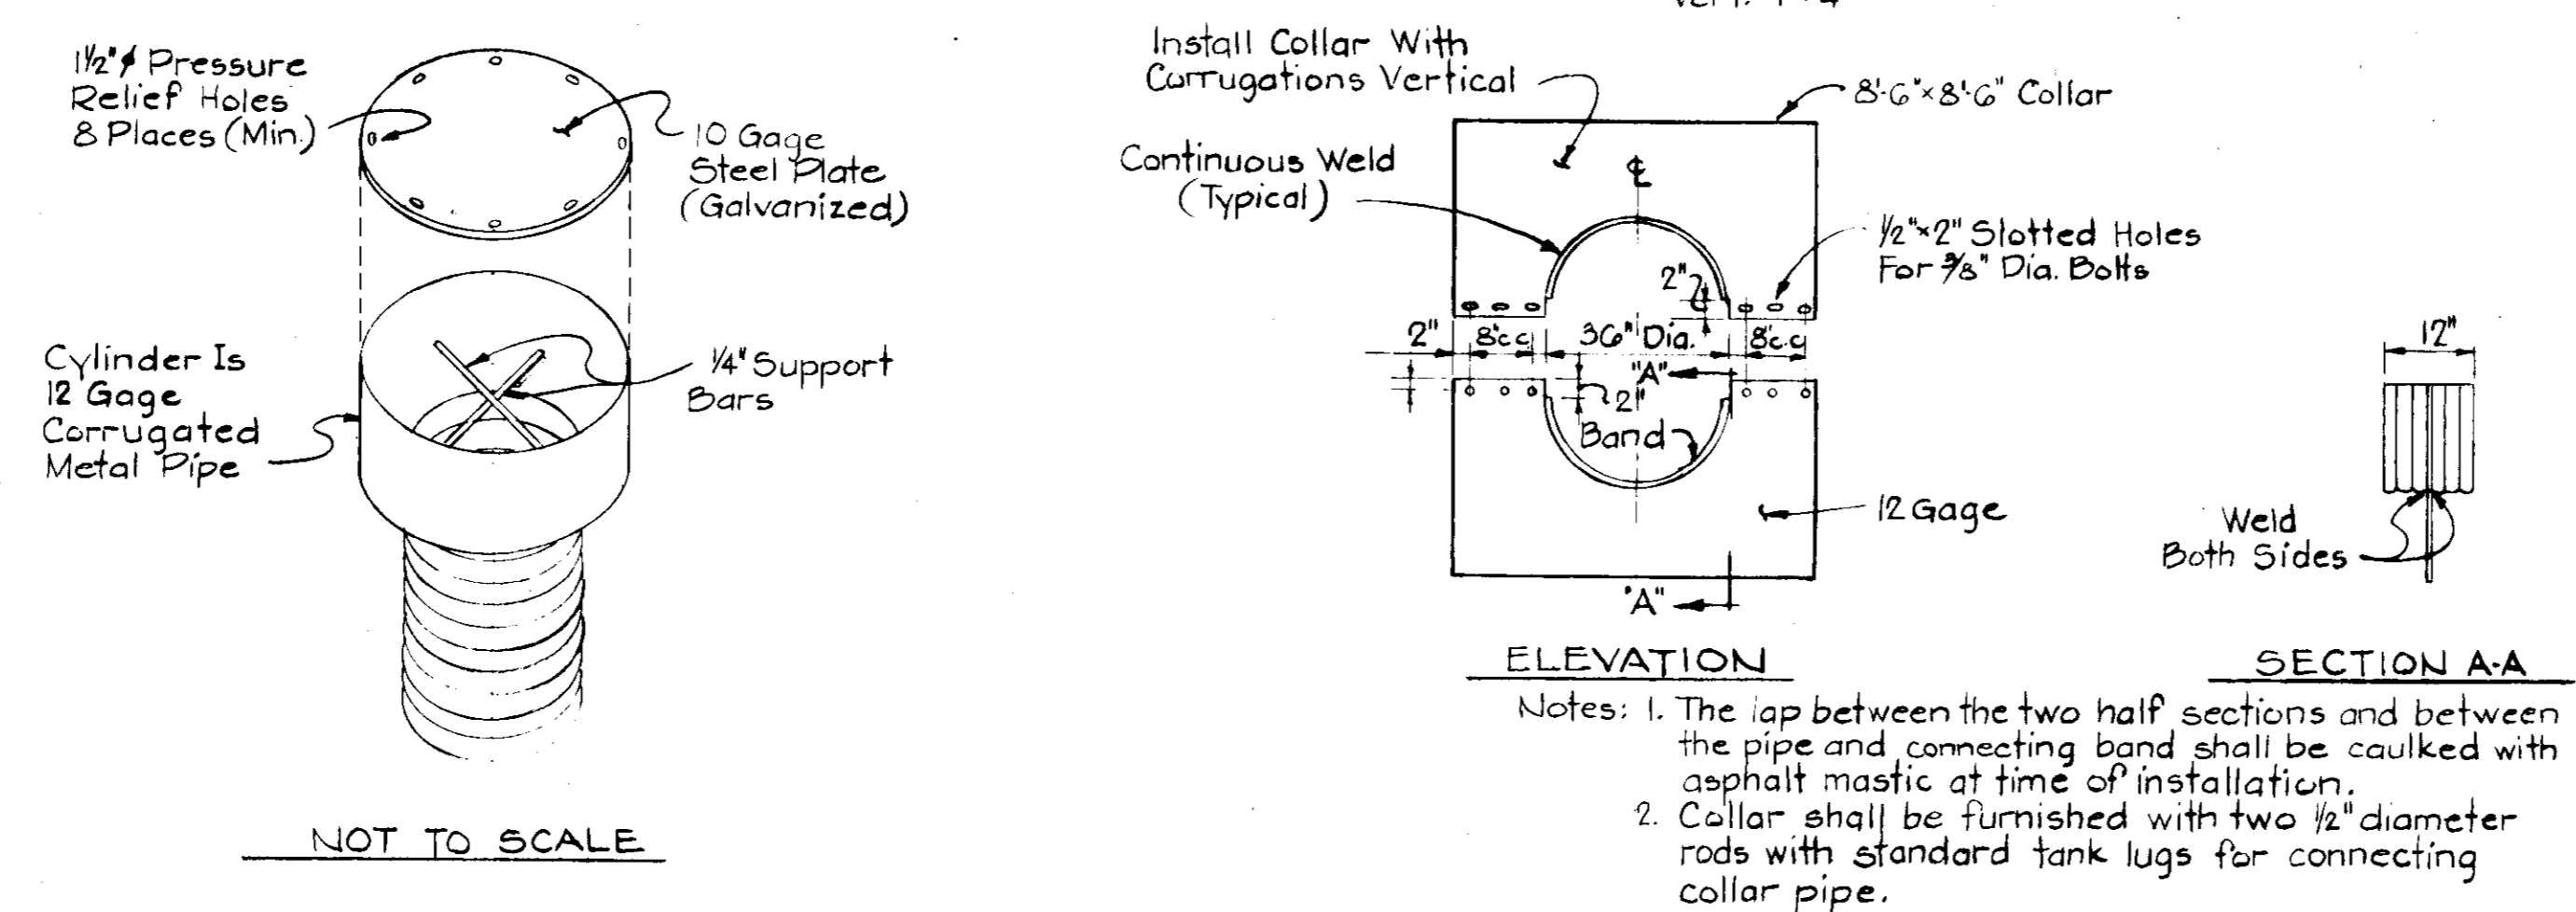 1½"ϕ Pressure
Relief Holes
8 Places (Min.)
10 Gage
Steel Plate
(Galvanized)
Cylinder Is
12 Gage
Corrugated
Metal Pipe
¼" Support
Bars
NOT TO SCALE
Install Collar With
Corrugations Vertical
8'-6"×8'-6" Collar
Continuous Weld
(Typical)
℄
½"×2" Slotted Holes
For ⅜" Dia. Bolts
2"
2"
8"c.c
36" Dia.
8"c.c
"A"
2"
Band
12 Gage
"A"
ELEVATION
12"
Weld
Both Sides
SECTION A-A
Notes: 1. The lap between the two half sections and between
the pipe and connecting band shall be caulked with
asphalt mastic at time of installation.
2. Collar shall be furnished with two ½" diameter
rods with standard tank lugs for connecting
collar pipe.